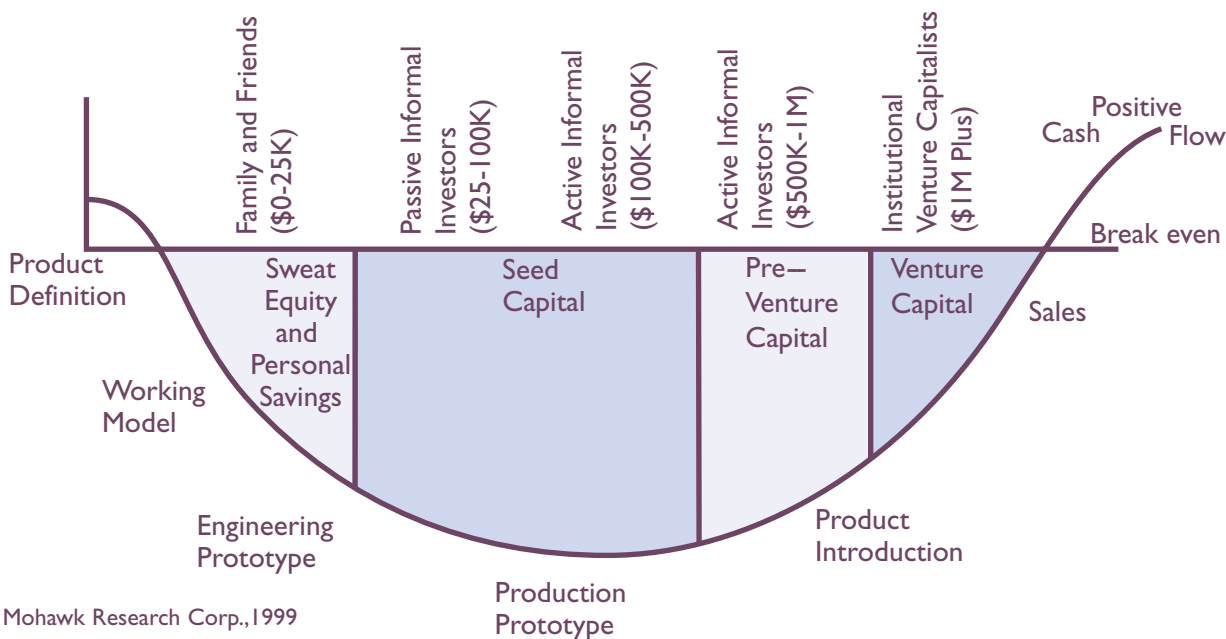 Family and Friends
($0-25K)
Passive Informal
Investors
($25-100K)
Active Informal
Investors
($100K-500K)
Active Informal
Investors
($500K-1M)
Institutional
Venture Capitalists
($1M Plus)
Positive
Cash
Flow
Break even
Product
Definition
Sweat
Equity
and
Personal
Savings
Seed
Capital
Pre–
Venture
Capital
Venture
Capital
Sales
Working
Model
Engineering
Prototype
Production
Prototype
Product
Introduction
Mohawk Research Corp.,1999